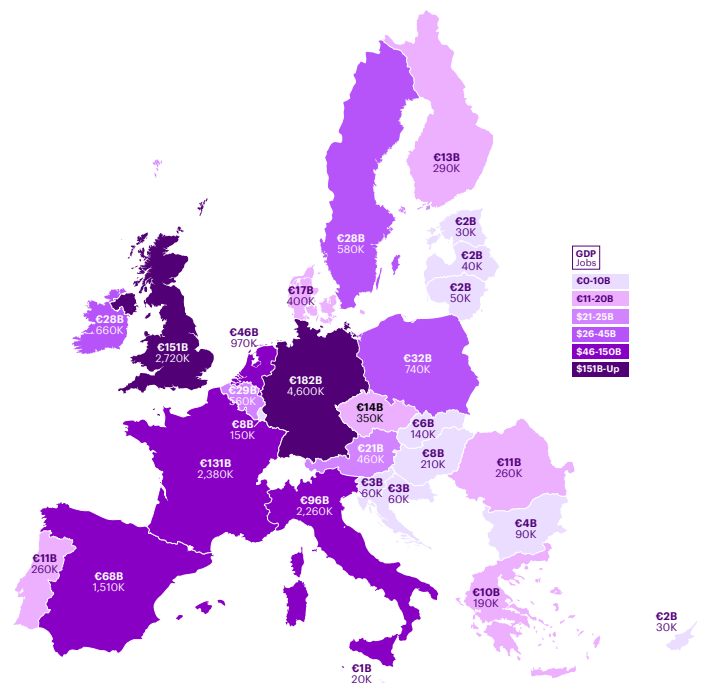 €13B
290K
€2B
30K
€28B
580K
€2B
40K
GDP
Jobs
€0-10B
€11-20B
$21-25B
$26-45B
$46-150B
$151B-Up
€17B
400K
€2B
50K
€28B
660K
€46B
970K
€151B
2,720K
€32B
740K
€182B
4,600K
€29B
560K
€14B
350K
€8B
150K
€6B
140K
€21B
460K
€8B
210K
€131B
2,380K
€11B
260K
€3B
60K
€3B
60K
€96B
2,260K
€4B
90K
€11B
260K
€68B
1,510K
€10B
190K
€2B
30K
€1B
20K